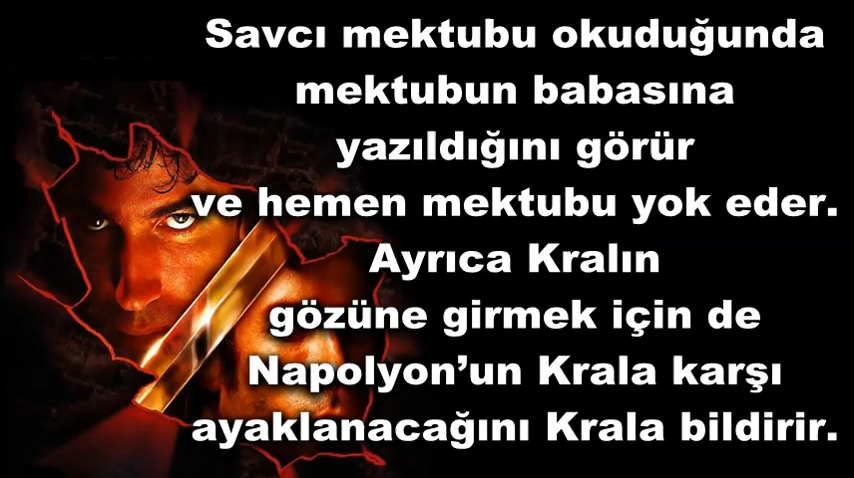 Savcı mektubu okuduğunda
mektubun babasına
yazıldığını görür
ve hemen mektubu yok eder.
Ayrıca Kralın
gözüne girmek için de
Napolyon’un Krala karşı
ayaklanacağını Krala bildirir.